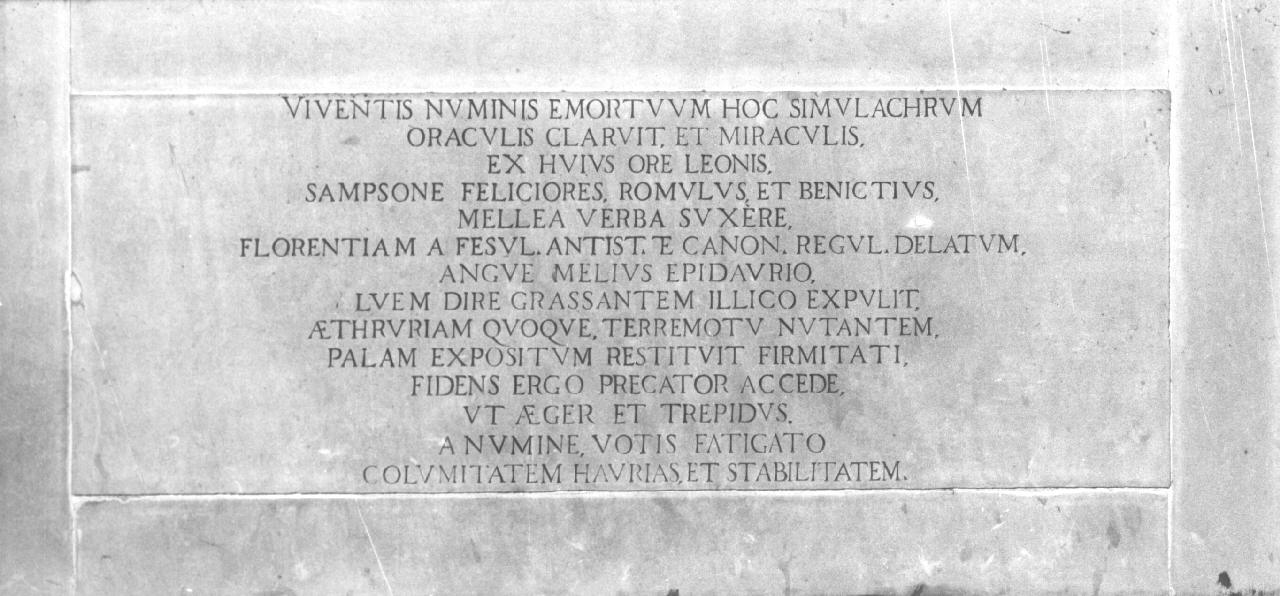 VIVENTIS NVMINIS EMORTVVM HOC SIMVLACHRVM
ORACVLIS CLARVIT, ET MIRACVLIS,
EX HVIVS ORE LEONIS,
SAMPSONE FELICIORES, ROMVLVS, ET BENICTIVS,
MELLEA VERBA SVXÈRE,
FLORENTIAM A FESVL. ANTIST. E CANON. REGVL. DELATVM,
ANGVE MELIVS EPIDAVRIO,
LVEM DIRE GRASSANTEM ILLICO EXPVLIT,
ÆTHRVRIAM QVOQVE, TERREMOTV NVTANTEM,
PALAM EXPOSITVM RESTITVIT FIRMITATI,
FIDENS ERGO PRECATOR ACCEDE,
VT ÆGER ET TREPIDVS,
A NVMINE, VOTIS FATIGATO
COLVMITATEM HAVRIAS, ET STABILITATEM.